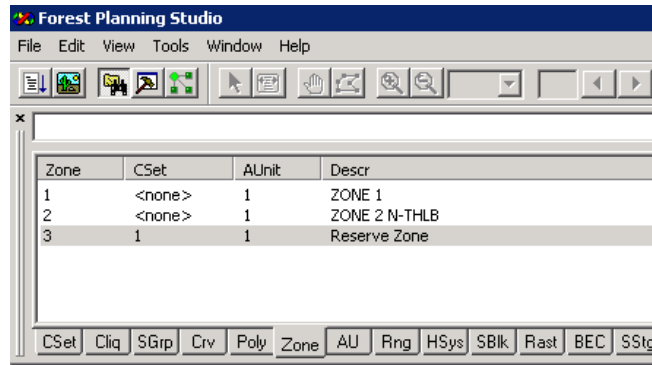 Forest Planning Studio
File Edit View Tools Window Help
Zone CSet AUnit Descr
1 <none> 1 ZONE 1
2 <none> 1 ZONE 2 N-THLB
3 1 1 Reserve Zone
CSet Cliq SGrp Crv Poly Zone AU Rng HSys SBlk Rast BEC SStg